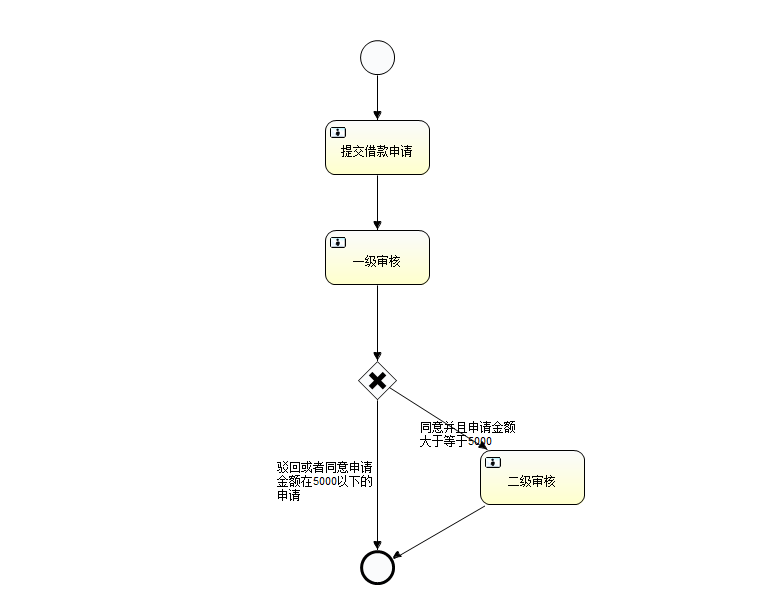 提交借款申请
一级审核
同意并且申请金额
大于等于5000
驳回或者同意申请
金额在5000以下的
申请
二级审核